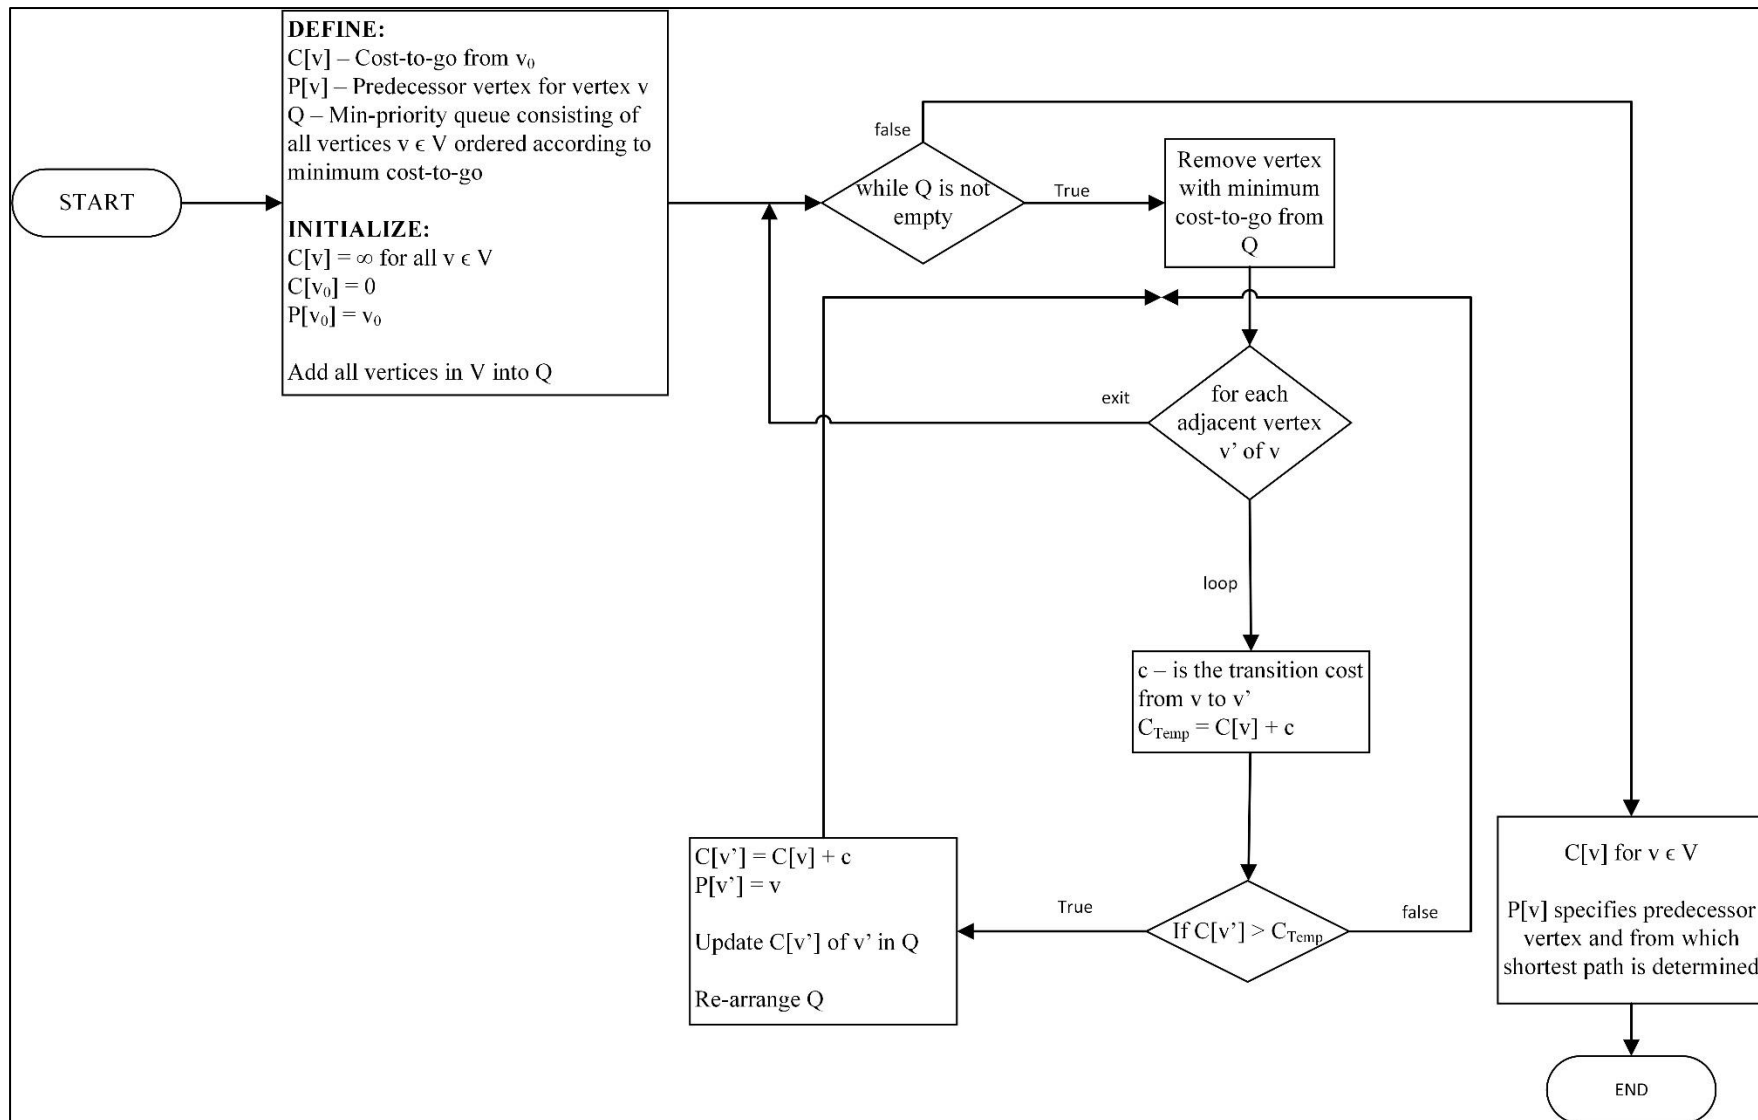 START
DEFINE:
C[v] – Cost-to-go from v₀
P[v] – Predecessor vertex for vertex v
Q – Min-priority queue consisting of
all vertices v ϵ V ordered according to
minimum cost-to-go
INITIALIZE:
C[v] = ∞ for all v ϵ V
C[v₀] = 0
P[v₀] = v₀
Add all vertices in V into Q
false
while Q is not
empty
True
Remove vertex
with minimum
cost-to-go from
Q
exit
for each
adjacent vertex
v’ of v
loop
c – is the transition cost
from v to v’
C_Temp = C[v] + c
If C[v’] > C_Temp
True
false
C[v’] = C[v] + c
P[v’] = v
Update C[v’] of v’ in Q
Re-arrange Q
C[v] for v ϵ V
P[v] specifies predecessor
vertex and from which
shortest path is determined
END